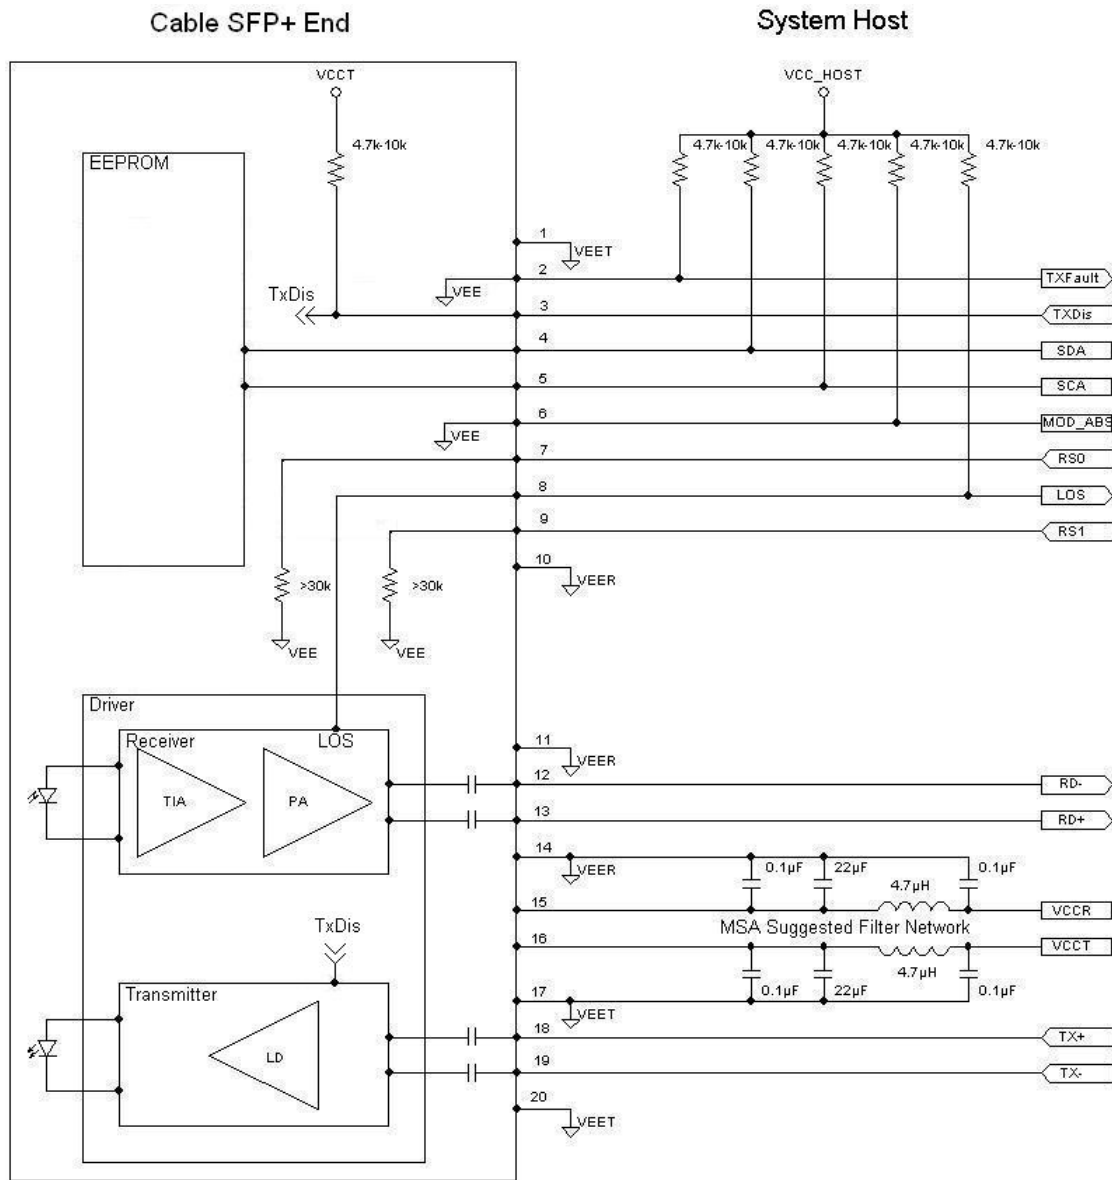 Cable SFP+ End
System Host
VCCT
VCC_HOST
4.7k-10k
4.7k-10k
4.7k-10k
4.7k-10k
4.7k-10k
4.7k-10k
EEPROM
1
VEET
2
VEE
TXFault
TxDis
3
TXDis
4
SDA
5
SCA
6
VEE
MOD_ABS
7
RS0
8
LOS
9
RS1
10
VEER
>30k
>30k
VEE
VEE
Driver
Receiver
LOS
TIA
PA
11
VEER
12
RD-
13
RD+
14
VEER
0.1µF
22µF
4.7µH
0.1µF
15
VCCR
MSA Suggested Filter Network
16
VCCT
4.7µH
0.1µF
22µF
0.1µF
17
VEET
TxDis
Transmitter
LD
18
TX+
19
TX-
20
VEET